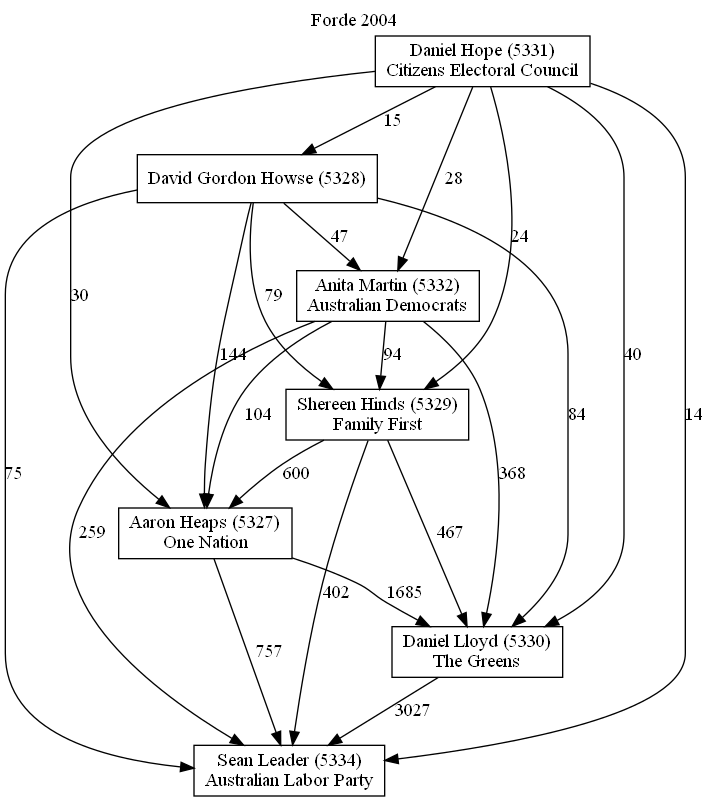 Forde 2004
Daniel Hope (5331)
Citizens Electoral Council
15
David Gordon Howse (5328)
28
47
24
Anita Martin (5332)
Australian Democrats
30
79
144
94
40
Shereen Hinds (5329)
Family First
104
84
14
75
600
368
Aaron Heaps (5327)
One Nation
259
467
402
1685
Daniel Lloyd (5330)
The Greens
757
3027
Sean Leader (5334)
Australian Labor Party